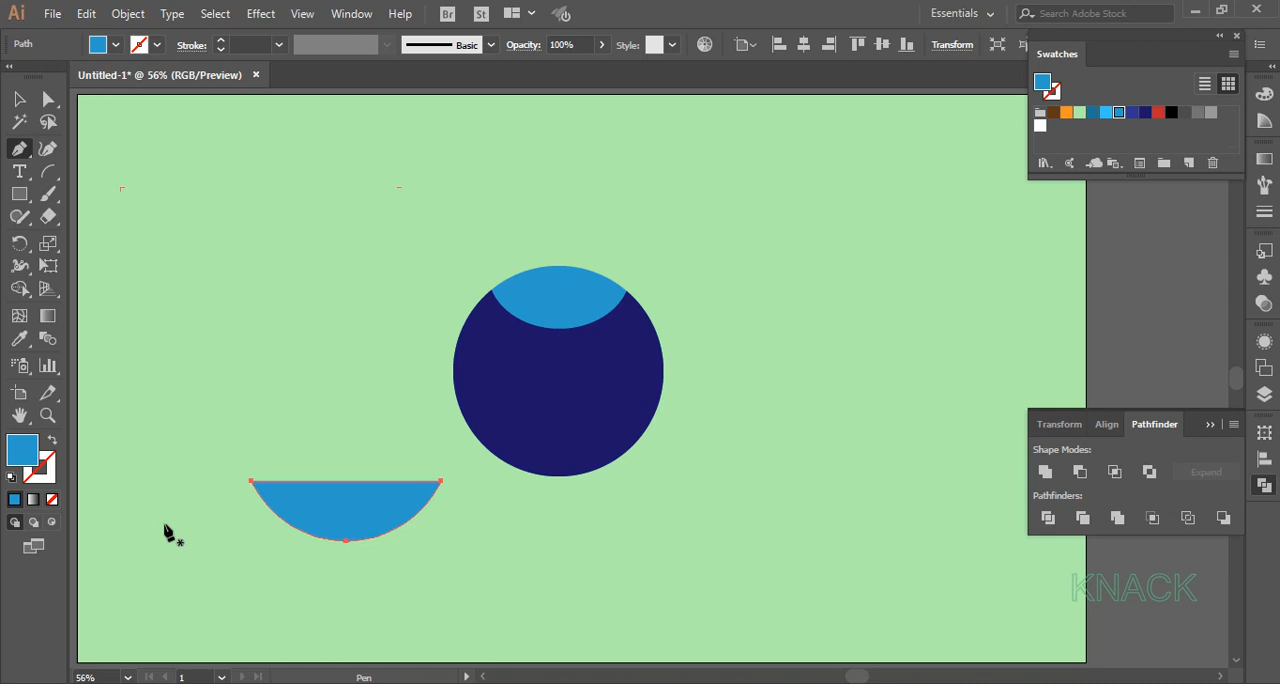 Ai File Edit Object Type Select Effect View Window Help Br St Essentials Search Adobe Stock
Path Stroke: Basic Opacity: 100% Style: Transform
Untitled-1* @ 56% (RGB/Preview)
Swatches
Transform Align Pathfinder
Shape Modes:
Expand
Pathfinders:
KNACK
56% 1 Pen